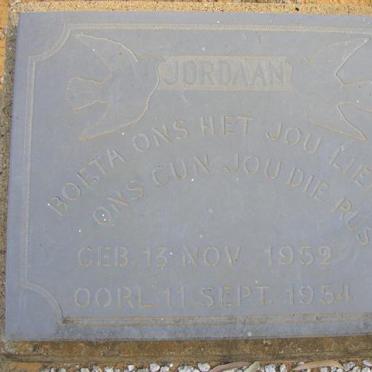 JORDAAN
BOETA ONS HET JOU LIEF
ONS GUN JOU DIE RUS
GEB. 13 NOV. 1952
OORL. 11 SEPT. 1954